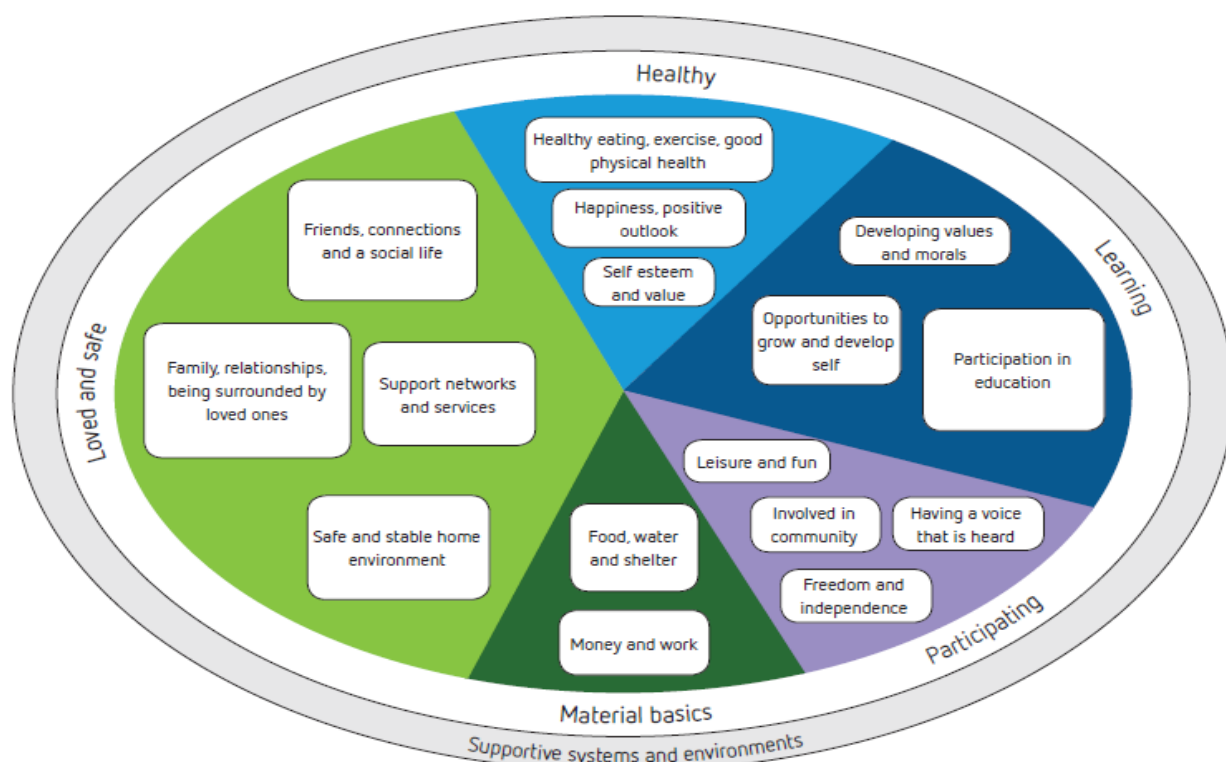 Healthy
Healthy eating, exercise, good
physical health
Happiness, positive
outlook
Self esteem
and value
Learning
Developing values
and morals
Opportunities to
grow and develop
self
Participation in
education
Participating
Leisure and fun
Involved in
community
Having a voice
that is heard
Freedom and
independence
Material basics
Food, water
and shelter
Money and work
Loved and safe
Friends, connections
and a social life
Family, relationships,
being surrounded by
loved ones
Support networks
and services
Safe and stable home
environment
Supportive systems and environments